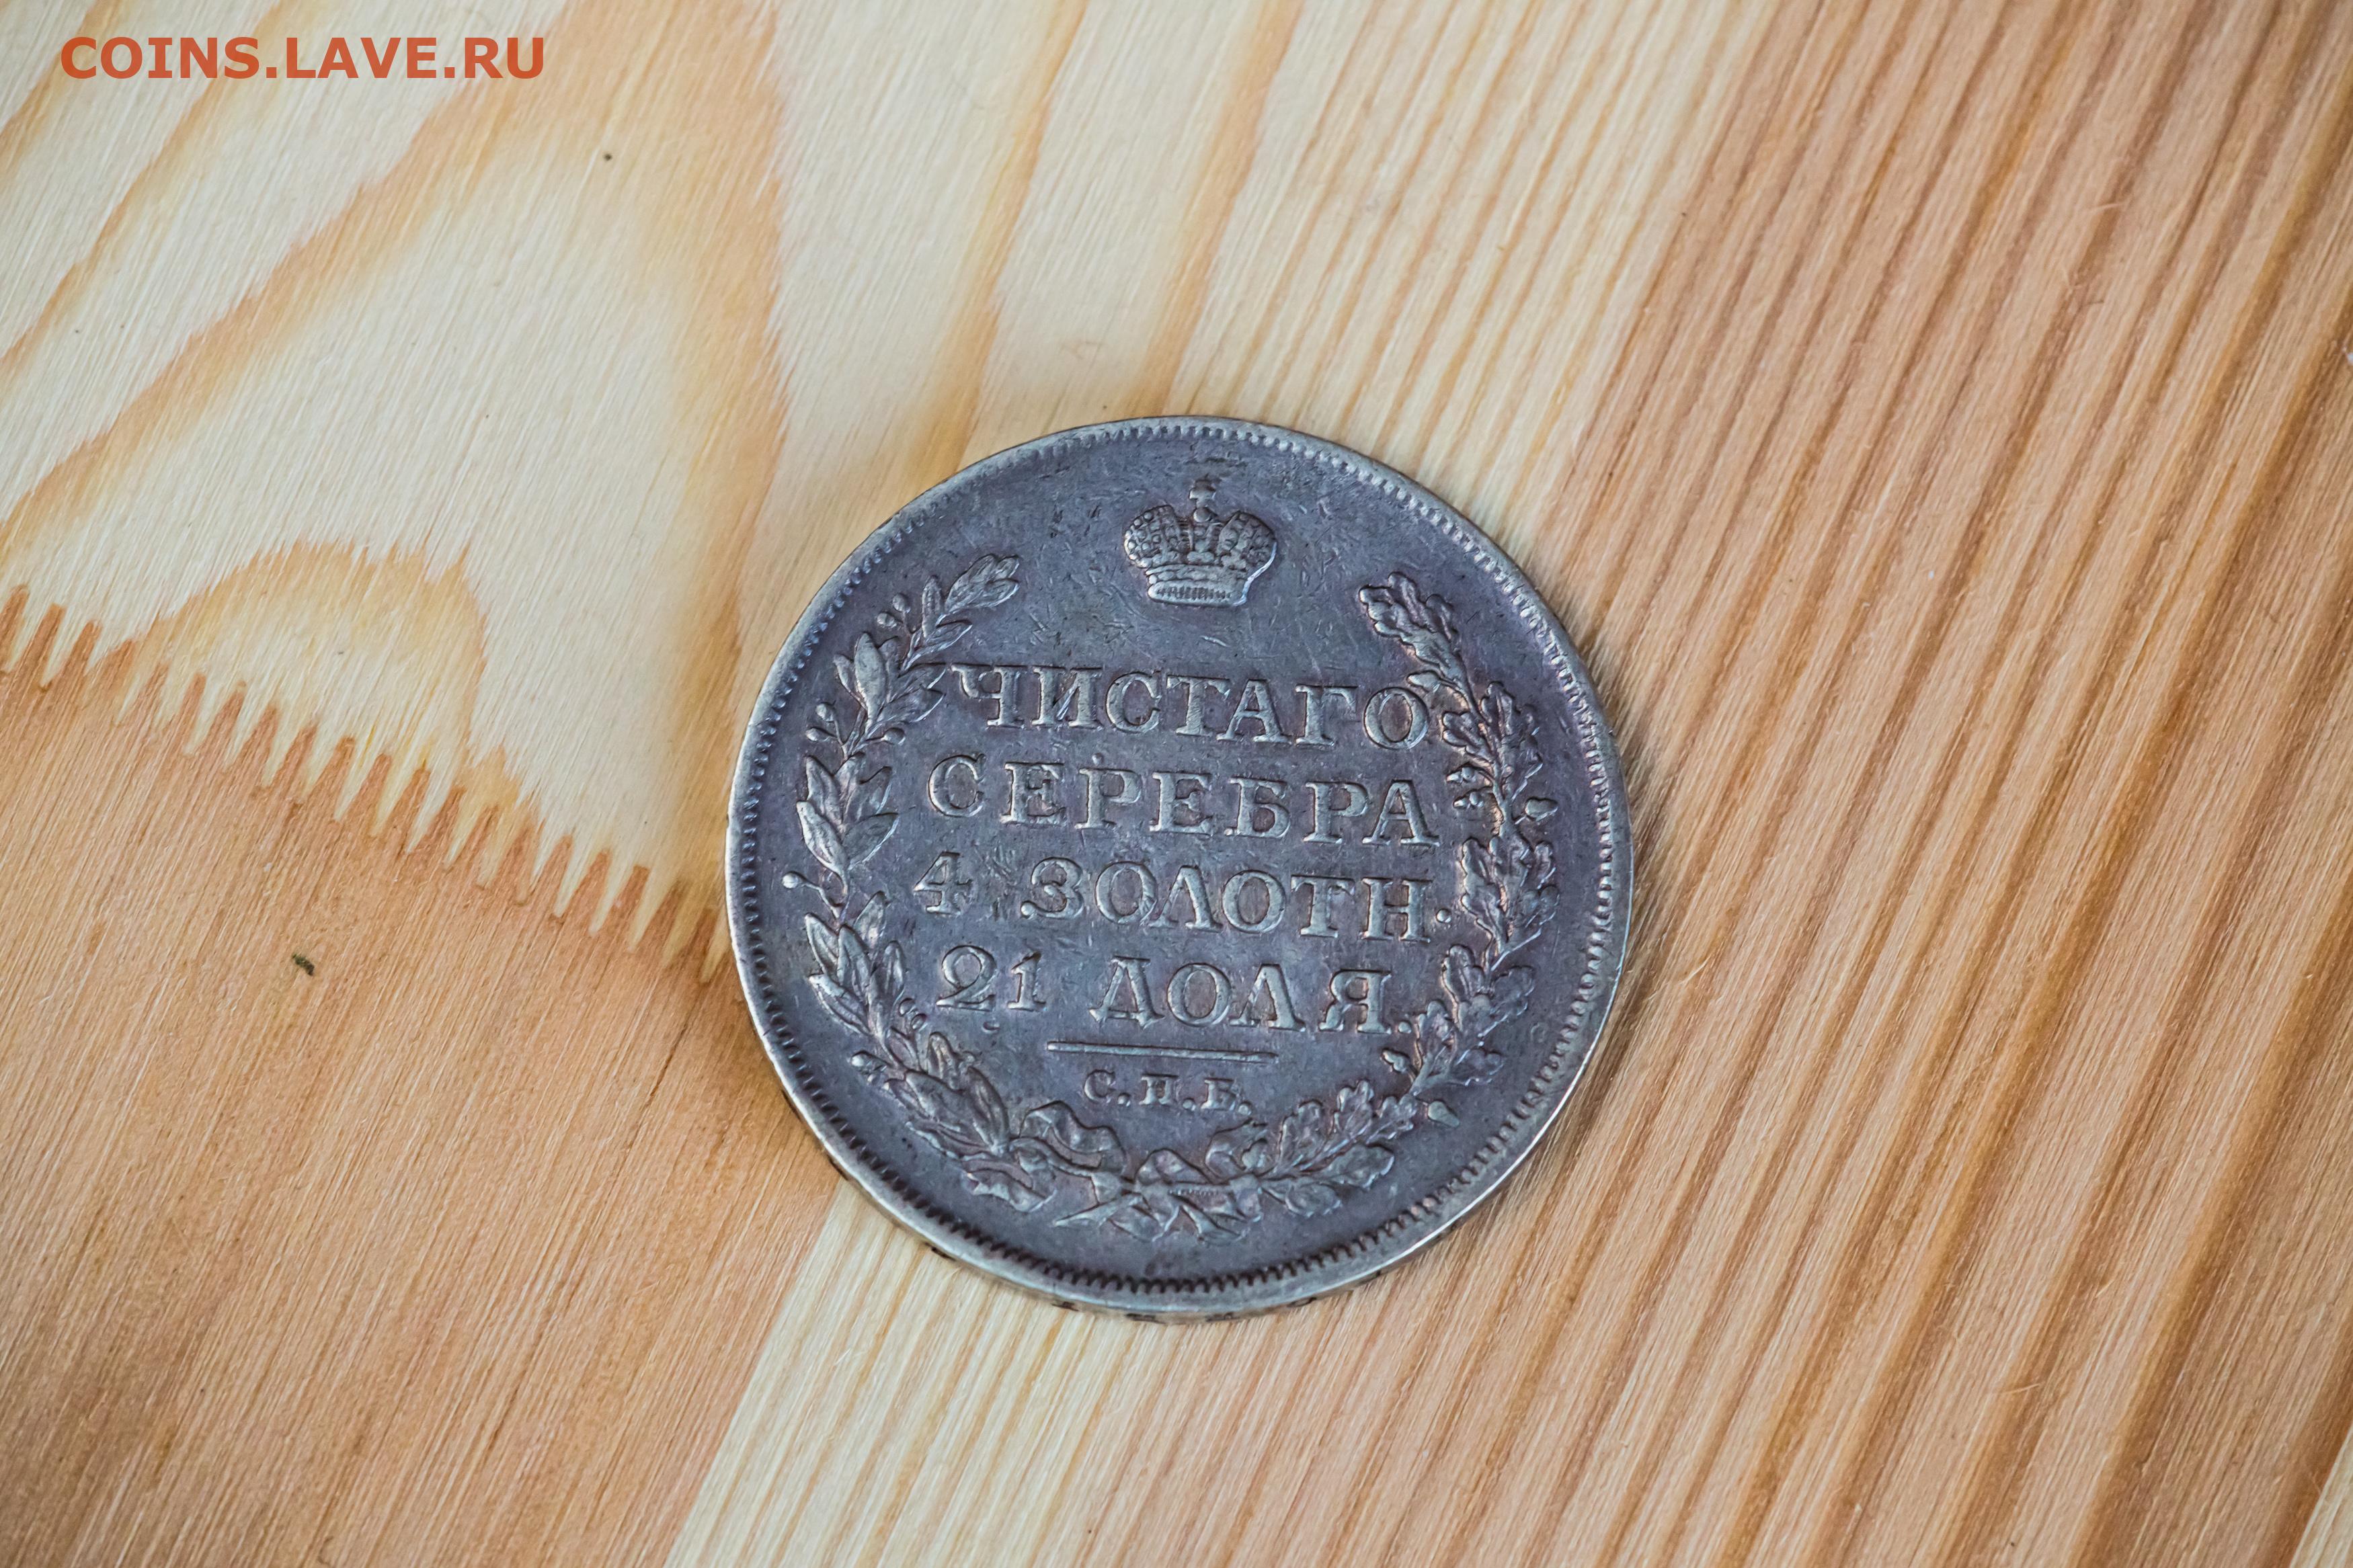 COINS.LAVE.RU
ЧИСТАГО
СЕРЕБРА
4 ЗОЛОТН.
21 ДОЛЯ.
С.П.Б.